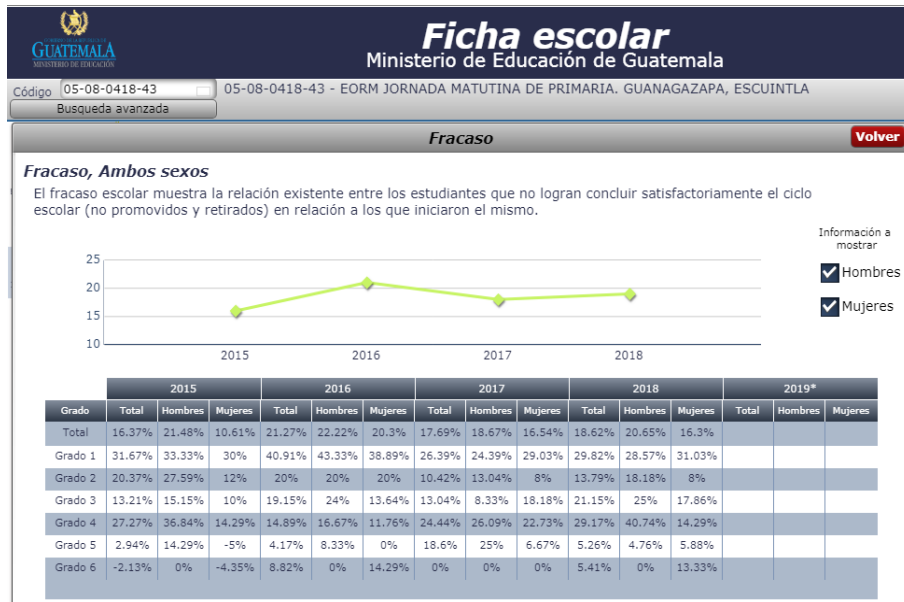 GUATEMALA
MINISTERIO DE EDUCACIÓN
Ficha escolar
Ministerio de Educación de Guatemala
Código 05-08-0418-43 05-08-0418-43 - EORM JORNADA MATUTINA DE PRIMARIA. GUANAGAZAPA, ESCUINTLA
Busqueda avanzada
Fracaso Volver
Fracaso, Ambos sexos
El fracaso escolar muestra la relación existente entre los estudiantes que no logran concluir satisfactoriamente el ciclo
escolar (no promovidos y retirados) en relación a los que iniciaron el mismo.
Información a
mostrar
Hombres
Mujeres
25
20
15
10
2015 2016 2017 2018
2015 2016 2017 2018 2019*
Grado Total Hombres Mujeres Total Hombres Mujeres Total Hombres Mujeres Total Hombres Mujeres Total Hombres Mujeres
Total 16.37% 21.48% 10.61% 21.27% 22.22% 20.3% 17.69% 18.67% 16.54% 18.62% 20.65% 16.3%
Grado 1 31.67% 33.33% 30% 40.91% 43.33% 38.89% 26.39% 24.39% 29.03% 29.82% 28.57% 31.03%
Grado 2 20.37% 27.59% 12% 20% 20% 20% 10.42% 13.04% 8% 13.79% 18.18% 8%
Grado 3 13.21% 15.15% 10% 19.15% 24% 13.64% 13.04% 8.33% 18.18% 21.15% 25% 17.86%
Grado 4 27.27% 36.84% 14.29% 14.89% 16.67% 11.76% 24.44% 26.09% 22.73% 29.17% 40.74% 14.29%
Grado 5 2.94% 14.29% -5% 4.17% 8.33% 0% 18.6% 25% 6.67% 5.26% 4.76% 5.88%
Grado 6 -2.13% 0% -4.35% 8.82% 0% 14.29% 0% 0% 0% 5.41% 0% 13.33%